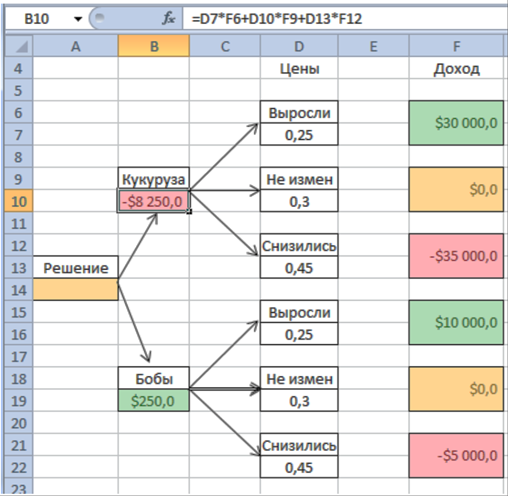 B10 fx =D7*F6+D10*F9+D13*F12
A B C D E F
4 Цены Доход
5
6 Выросли $30 000,0
7 0,25
8
9 Кукуруза Не измен $0,0
10 -$8 250,0 0,3
11
12 Снизились -$35 000,0
13 Решение 0,45
14
15 Выросли $10 000,0
16 0,25
17
18 Бобы Не измен $0,0
19 $250,0 0,3
20
21 Снизились -$5 000,0
22 0,45
23